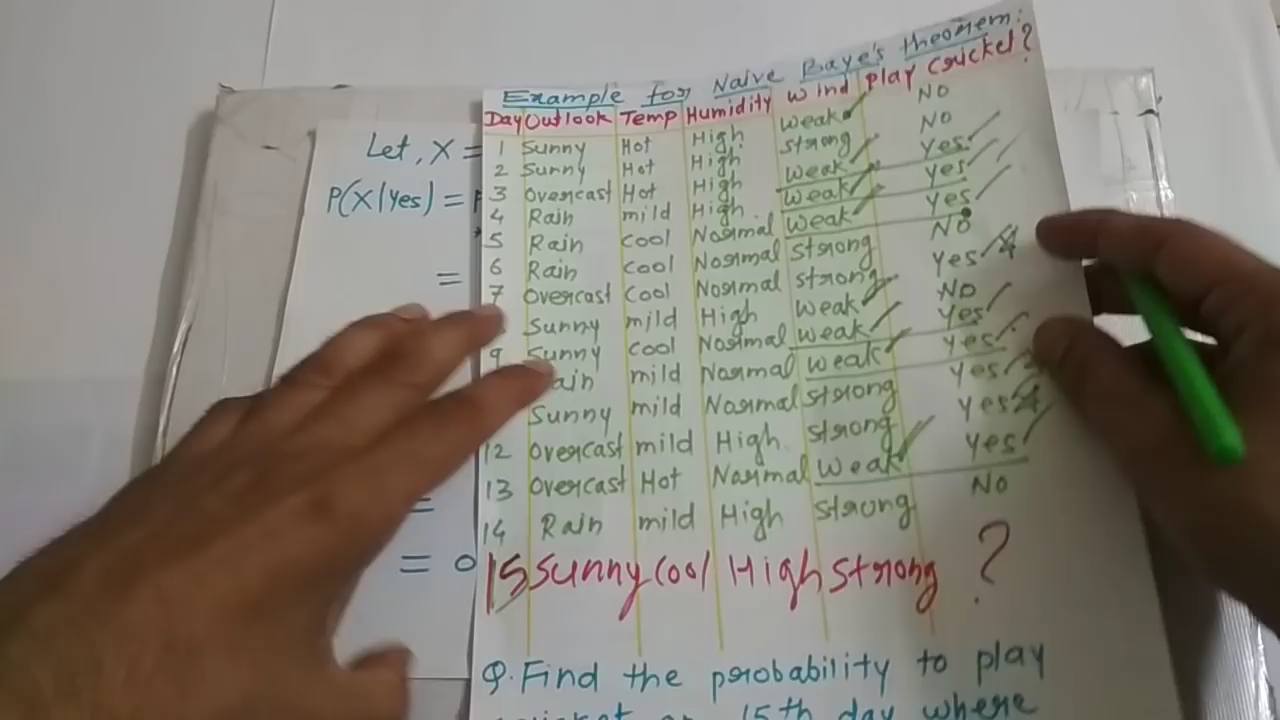 Let, X =
P(X/Yes) =
=
=
= 0
Example for Naive Baye's theorem:
Day Outlook Temp Humidity Wind Play cricket?
1 Sunny Hot High Weak No
2 Sunny Hot High strong No
3 Overcast Hot High Weak Yes
4 Rain mild High Weak Yes
5 Rain cool Normal Weak Yes
6 Rain cool Normal strong No
7 Overcast Cool Normal strong Yes
Sunny mild High Weak No
9 Sunny cool Normal Weak Yes
ain mild Normal Weak Yes
Sunny mild Normal strong Yes
12 Overcast mild High strong Yes
13 Overcast Hot Normal Weak Yes
14 Rain mild High strong No
15 Sunny Cool High Strong ?
Q. Find the probability to play
15th day where